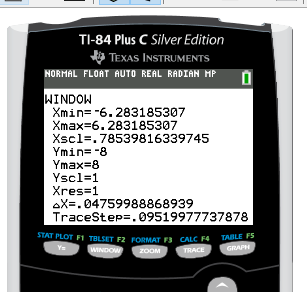 TI-84 Plus C Silver Edition
TEXAS INSTRUMENTS
NORMAL FLOAT AUTO REAL RADIAN MP
WINDOW
Xmin=-6.283185307
Xmax=6.283185307
Xscl=.78539816339745
Ymin=-8
Ymax=8
Yscl=1
Xres=1
△X=.04759988868939
TraceStep=.09519977737878
STAT PLOT F1 TBLSET F2 FORMAT F3 CALC F4 TABLE F5
Y= WINDOW ZOOM TRACE GRAPH